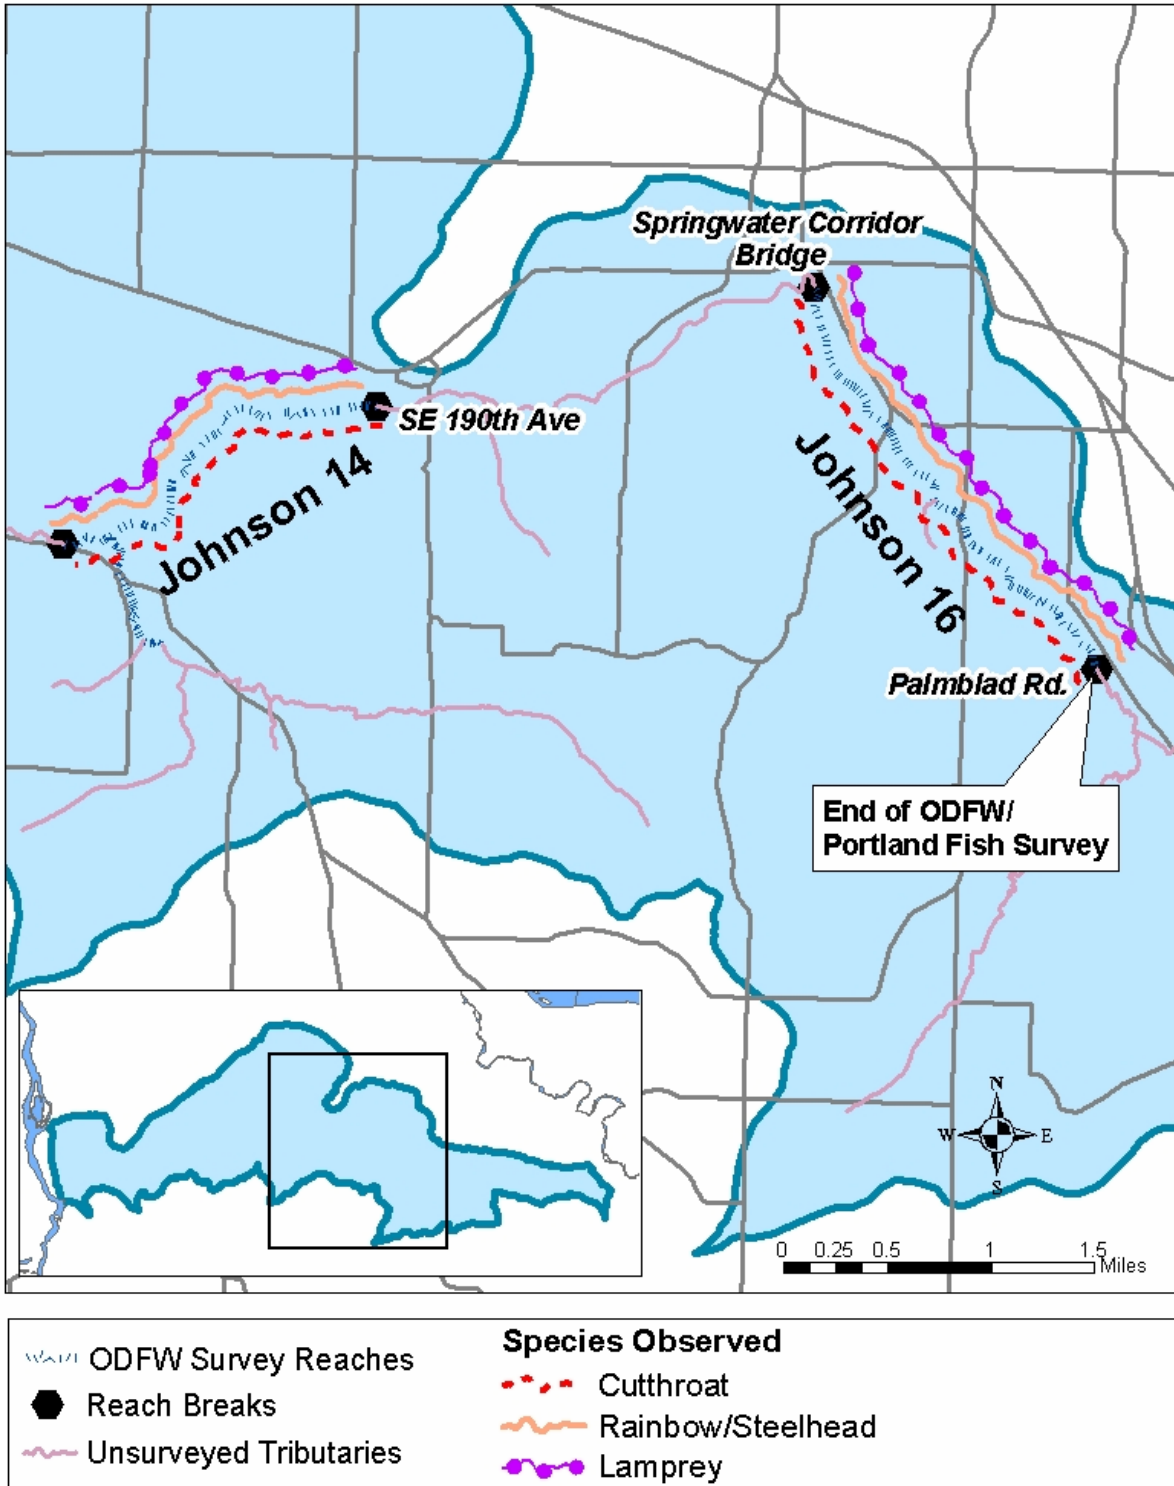 Springwater Corridor
Bridge
SE 190th Ave
Johnson 14
Johnson 16
Palmblad Rd.
End of ODFW/
Portland Fish Survey
N
W E
S
0 0.25 0.5 1 1.5
Miles
ODFW Survey Reaches
Reach Breaks
Unsurveyed Tributaries
Species Observed
Cutthroat
Rainbow/Steelhead
Lamprey